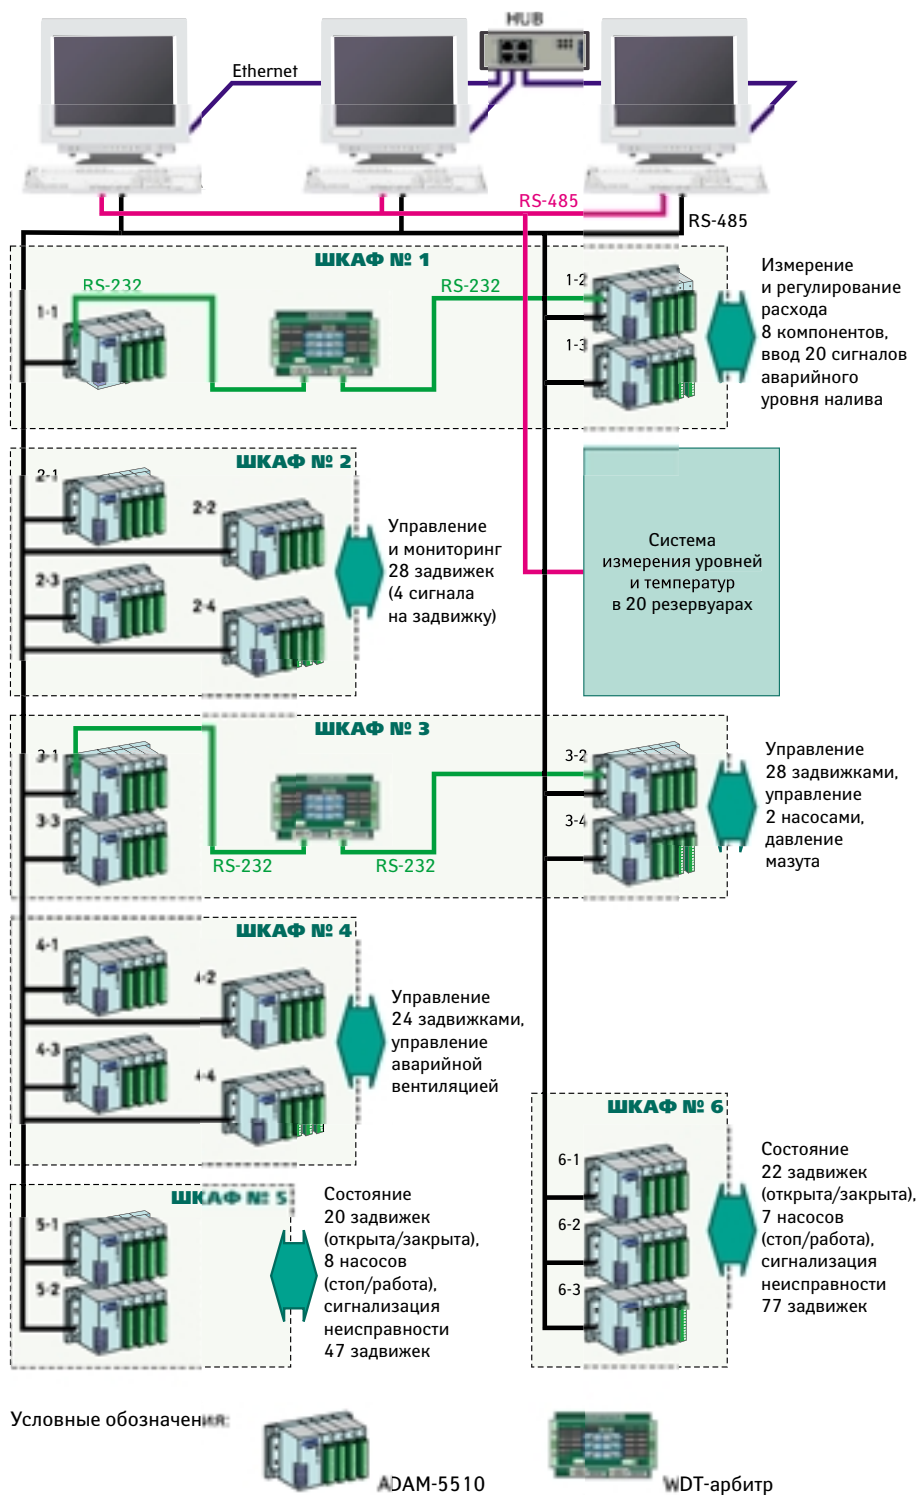 HUB
Ethernet
RS-485
RS-485
ШКАФ № 1
RS-232
RS-232
1-1
1-2
1-3
Измерение
и регулирование
расхода
8 компонентов,
ввод 20 сигналов
аварийного
уровня налива
ШКАФ № 2
2-1
2-2
2-3
2-4
Управление
и мониторинг
28 задвижек
(4 сигнала
на задвижку)
Система
измерения уровней
и температур
в 20 резервуарах
ШКАФ № 3
3-1
3-2
3-3
3-4
RS-232
RS-232
Управление
28 задвижками,
управление
2 насосами,
давление
мазута
ШКАФ № 4
4-1
4-2
4-3
4-4
Управление
24 задвижками,
управление
аварийной
вентиляцией
ШКАФ № 5
5-1
5-2
Состояние
20 задвижек
(открыта/закрыта),
8 насосов
(стоп/работа),
сигнализация
неисправности
47 задвижек
ШКАФ № 6
6-1
6-2
6-3
Состояние
22 задвижек
(открыта/закрыта),
7 насосов
(стоп/работа),
сигнализация
неисправности
77 задвижек
Условные обозначения:
ADAM-5510
WDT-арбитр